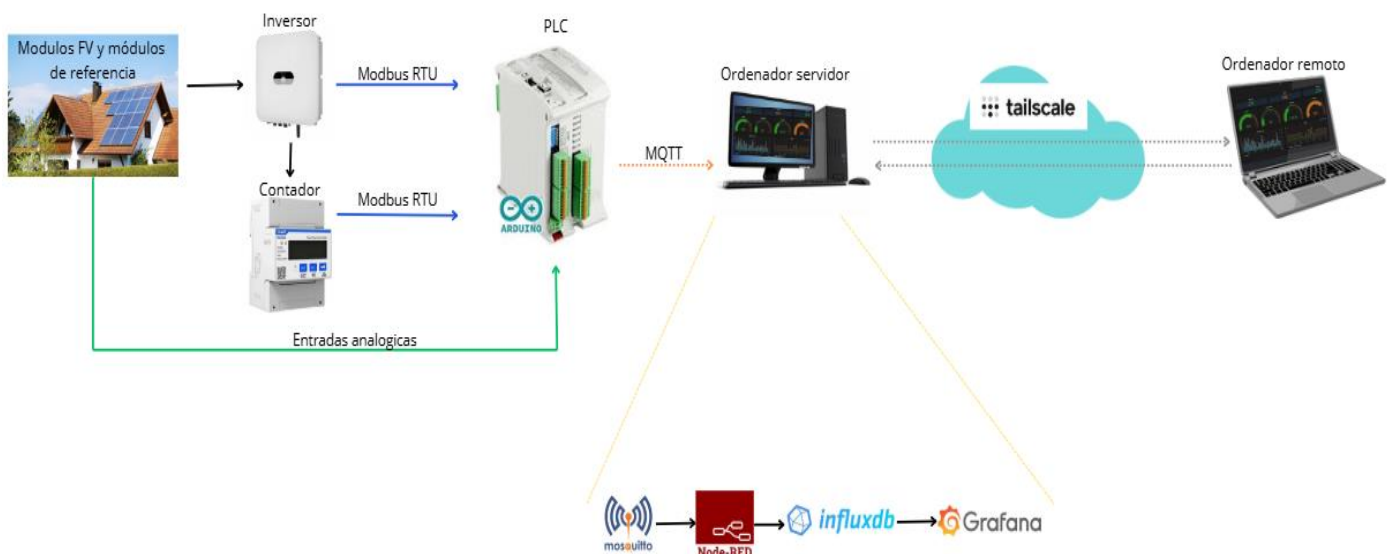 Modulos FV y módulos
de referencia
Inversor
Modbus RTU
Contador
Modbus RTU
Entradas analogicas
PLC
ARDUINO
MQTT
Ordenador servidor
tailscale
Ordenador remoto
mosquitto
Node-RED
influxdb
Grafana